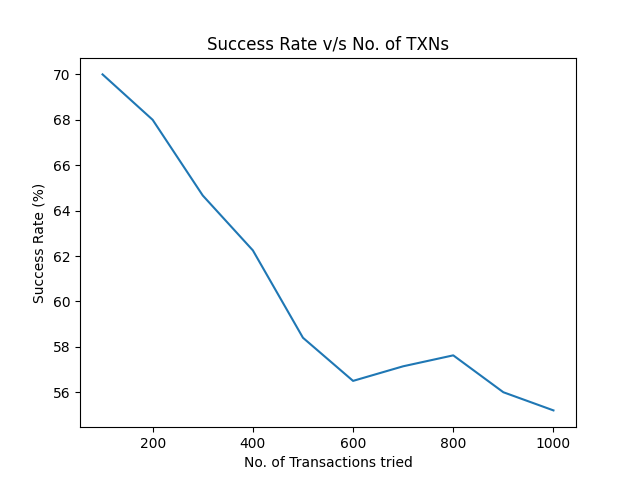 Success Rate v/s No. of TXNs
Success Rate (%)
70
68
66
64
62
60
58
56
200 400 600 800 1000
No. of Transactions tried